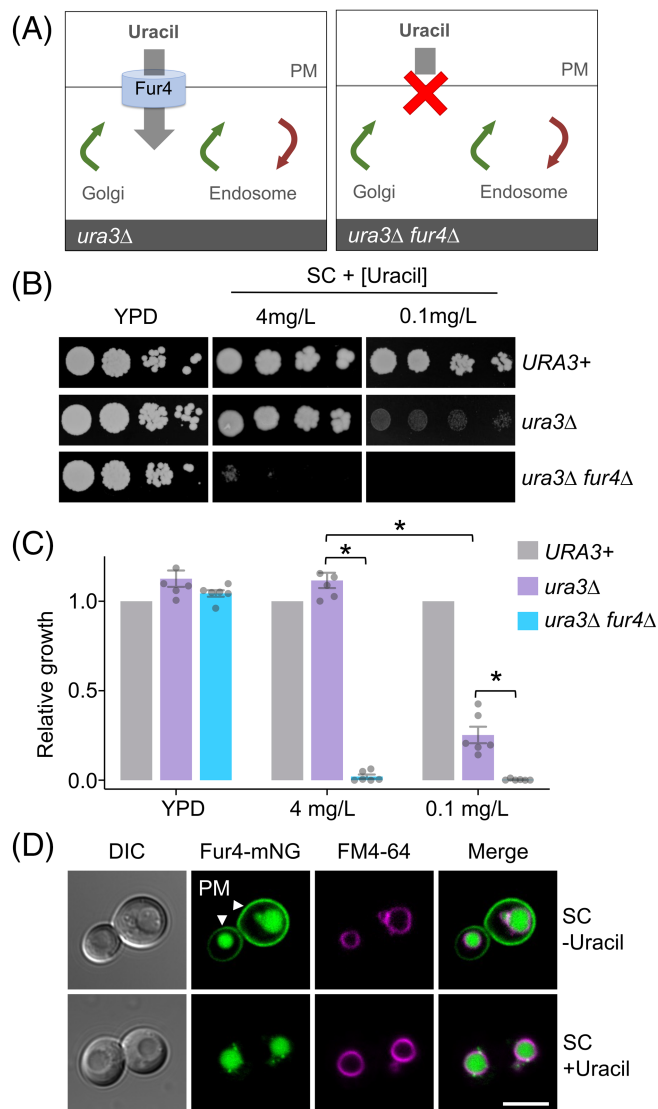 (A)
Uracil
Uracil
PM
PM
Fur4
Golgi
Endosome
Golgi
Endosome
ura3Δ
ura3Δ fur4Δ
(B)
SC + [Uracil]
YPD
4mg/L
0.1mg/L
URA3+
ura3Δ
ura3Δ fur4Δ
(C)
*
*
*
URA3+
ura3Δ
ura3Δ fur4Δ
Relative growth
1.0
0.5
0.0
YPD
4 mg/L
0.1 mg/L
(D)
DIC
Fur4-mNG
FM4-64
Merge
PM
SC
-Uracil
SC
+Uracil